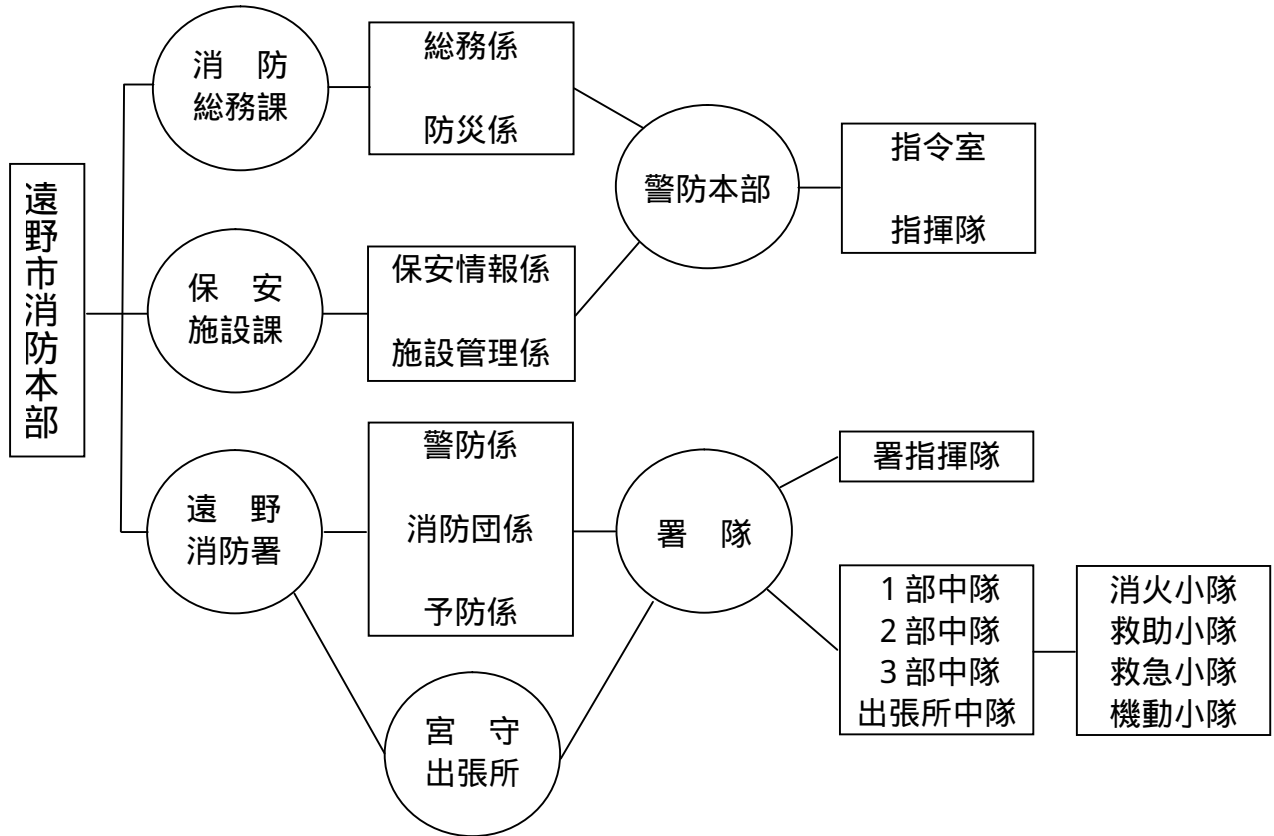 遠野市消防本部
消　防
総務課
総務係
防災係
警防本部
指令室
指揮隊
保　安
施設課
保安情報係
施設管理係
遠　野
消防署
警防係
消防団係
予防係
署　隊
署指揮隊
1部中隊
2部中隊
3部中隊
出張所中隊
消火小隊
救助小隊
救急小隊
機動小隊
宮　守
出張所